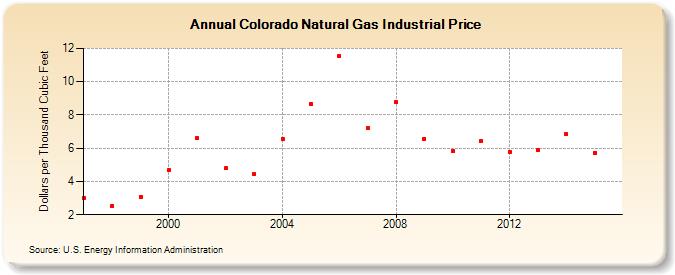 Annual Colorado Natural Gas Industrial Price
Dollars per Thousand Cubic Feet
12
10
8
6
4
2
2000 2004 2008 2012
Source: U.S. Energy Information Administration